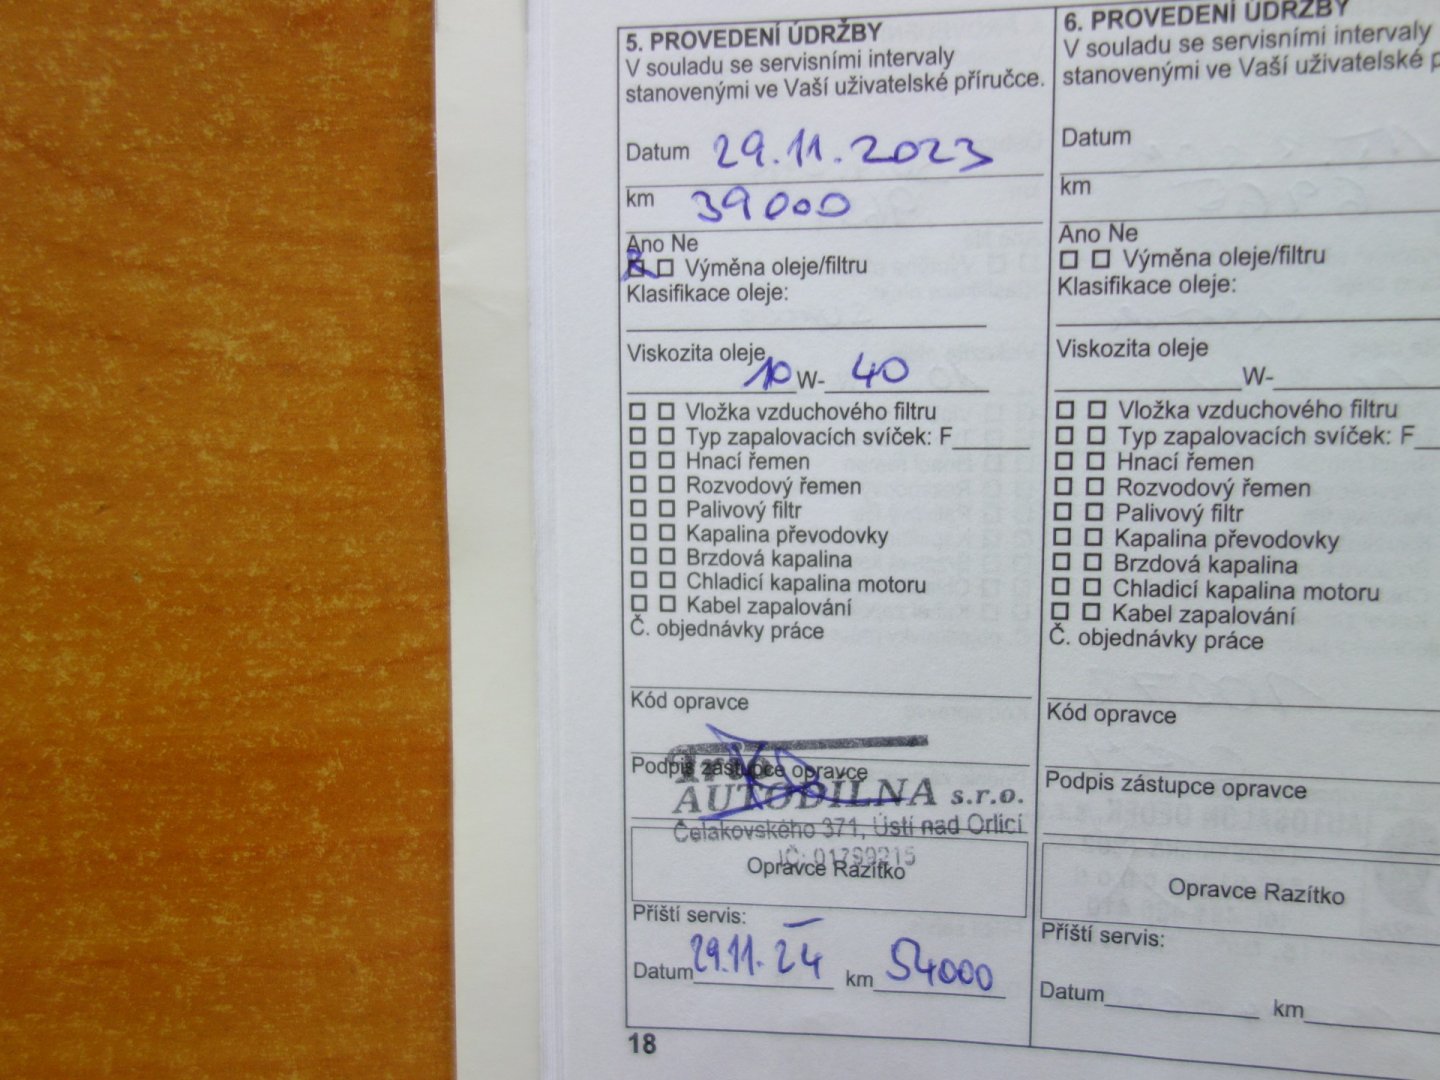 5. PROVEDENÍ ÚDRŽBY
V souladu se servisními intervaly
stanovenými ve Vaší uživatelské příručce.
Datum 29.11.2023
km 39000
Ano Ne
Výměna oleje/filtru
Klasifikace oleje:
Viskozita oleje
10 W- 40
Vložka vzduchového filtru
Typ zapalovacích svíček: F
Hnací řemen
Rozvodový řemen
Palivový filtr
Kapalina převodovky
Brzdová kapalina
Chladicí kapalina motoru
Kabel zapalování
Č. objednávky práce
Kód opravce
Podpis zástupce opravce
AUTODÍLNA s.r.o.
Čelakovského 371, Ústí nad Orlicí
IČ: 01799215
Opravce Razítko
Příští servis:
Datum 29.11.24 km 54000
18
6. PROVEDENÍ ÚDRŽBY
V souladu se servisními intervaly
stanovenými ve Vaší uživatelské
Datum
km
Ano Ne
Výměna oleje/filtru
Klasifikace oleje:
Viskozita oleje
W-
Vložka vzduchového filtru
Typ zapalovacích svíček: F
Hnací řemen
Rozvodový řemen
Palivový filtr
Kapalina převodovky
Brzdová kapalina
Chladicí kapalina motoru
Kabel zapalování
Č. objednávky práce
Kód opravce
Podpis zástupce opravce
Opravce Razítko
Příští servis:
Datum km